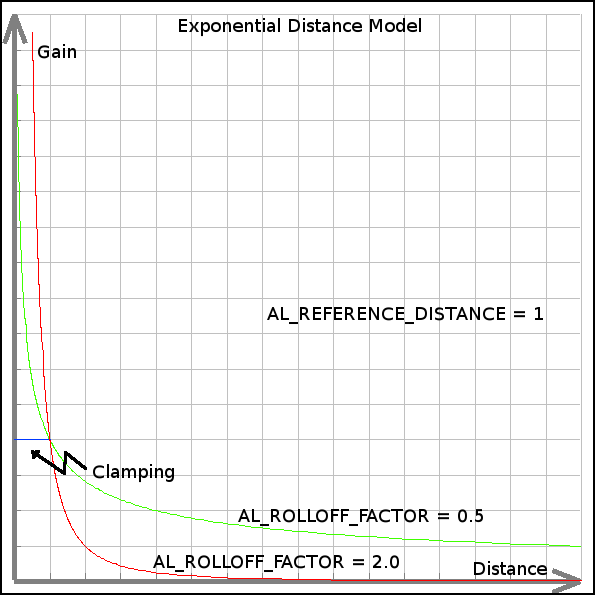 Exponential Distance Model
Gain
AL_REFERENCE_DISTANCE = 1
Clamping
AL_ROLLOFF_FACTOR = 0.5
AL_ROLLOFF_FACTOR = 2.0
Distance